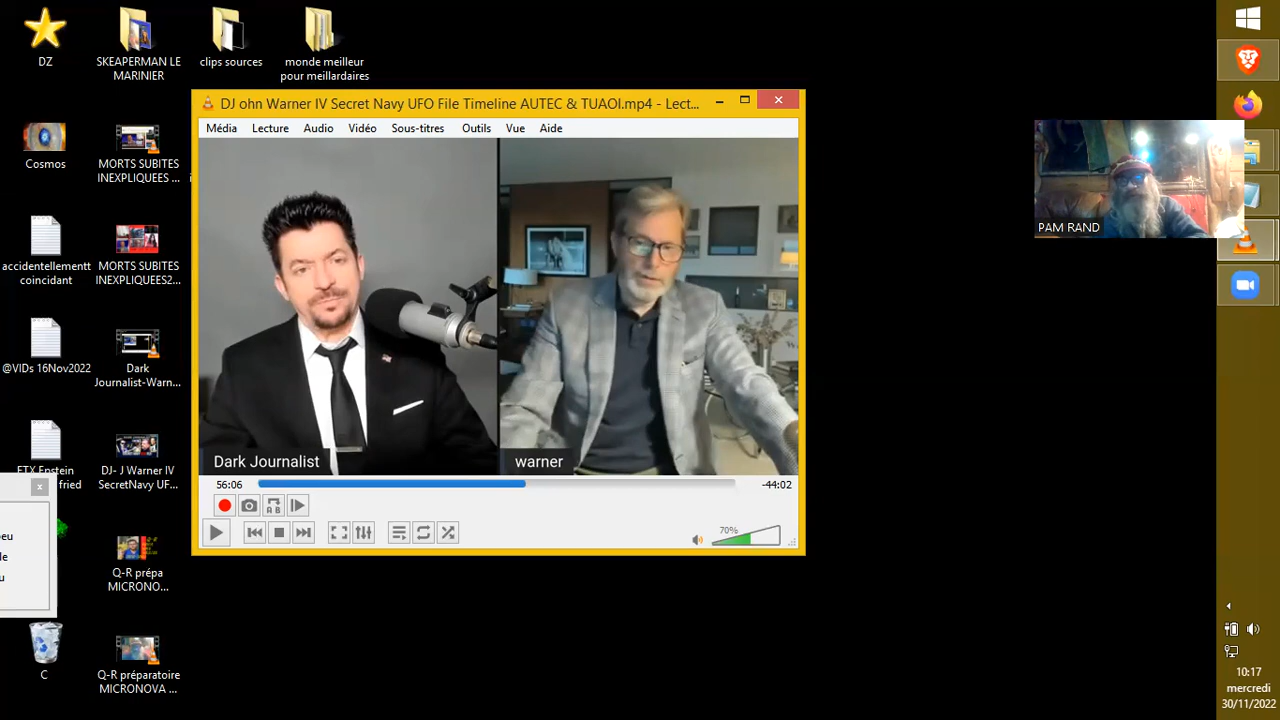 DZ
SKEAPERMAN LE
MARINIER
clips sources
monde meilleur
pour meillardaires
DJ ohn Warner IV Secret Navy UFO File Timeline AUTEC & TUAOI.mp4 - Lect...
Média Lecture Audio Vidéo Sous-titres Outils Vue Aide
Cosmos
MORTS SUBITES
INEXPLIQUEES ...
PAM RAND
accidentellementt
coincidant
MORTS SUBITES
INEXPLIQUEES2...
@VIDs 16Nov2022
Dark
Journalist-Warn...
FTX Epstein
fried
DJ- J Warner IV
SecretNavy UF...
Dark Journalist
warner
56:06
-44:02
70%
x
Q-R prépa
MICRONO...
C
Q-R préparatoire
MICRONOVA ...
10:17
mercredi
30/11/2022